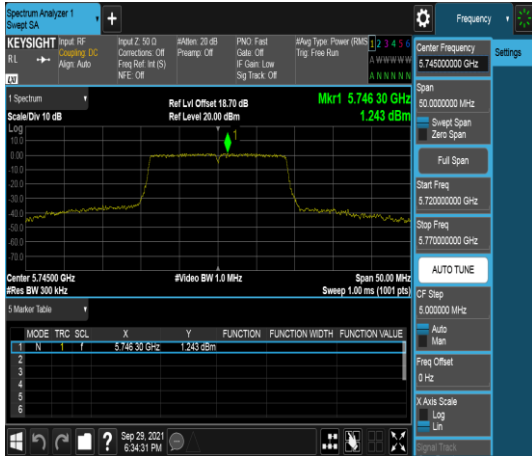 Spectrum Analyzer 1
Swept SA
+
Frequency
KEYSIGHT
RL
LXI
Input: RF
Coupling: DC
Align: Auto
Input Z: 50 Ω
Corrections: Off
Freq Ref: Int (S)
NFE: Off
#Atten: 20 dB
Preamp: Off
PNO: Fast
Gate: Off
IF Gain: Low
Sig Track: Off
#Avg Type: Power (RMS
Trig: Free Run
1 2 3 4 5 6
A W W W W W
A N N N N N
Center Frequency
5.745000000 GHz
Settings
Span
50.0000000 MHz
Swept Span
Zero Span
Full Span
Start Freq
5.720000000 GHz
Stop Freq
5.770000000 GHz
AUTO TUNE
CF Step
5.000000 MHz
Auto
Man
Freq Offset
0 Hz
X Axis Scale
Log
Lin
Signal Track
1 Spectrum
Scale/Div 10 dB
Ref Lvl Offset 18.70 dB
Ref Level 20.00 dBm
Mkr1 5.746 30 GHz
1.243 dBm
Log
10.0
0.00
-10.0
-20.0
-30.0
-40.0
-50.0
-60.0
-70.0
1
Center 5.74500 GHz
#Res BW 300 kHz
#Video BW 1.0 MHz
Span 50.00 MHz
Sweep 1.00 ms (1001 pts)
5 Marker Table
MODE TRC SCL X Y FUNCTION FUNCTION WIDTH FUNCTION VALUE
1 N 1 f 5.746 30 GHz 1.243 dBm
2
3
4
5
6
?
Sep 29, 2021
6:34:31 PM